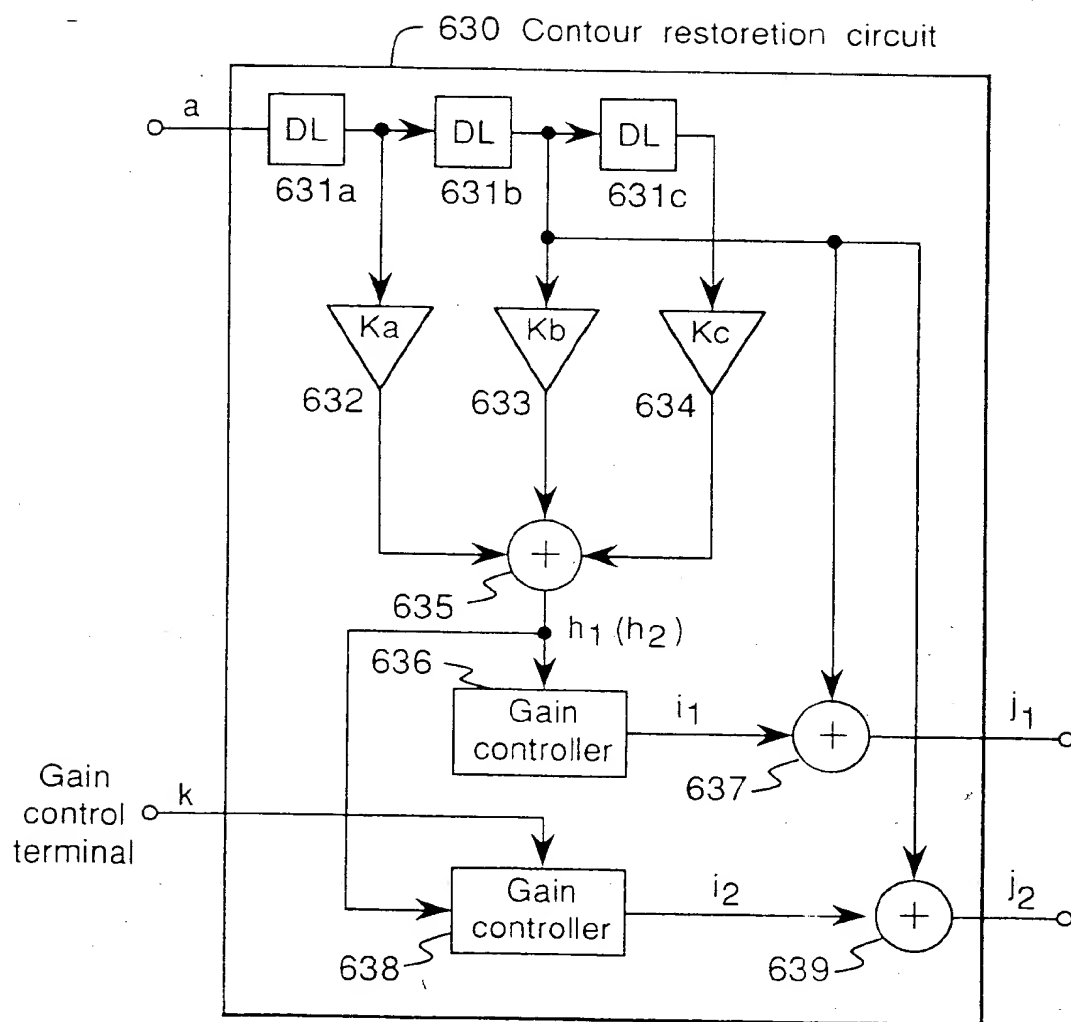 630 Contour restoretion circuit
a
DL
DL
DL
631a
631b
631c
Ka
Kb
Kc
632
633
634
+
635
h1 (h2)
636
Gain
controller
i1
+
j1
637
Gain
control
terminal
k
Gain
controller
i2
+
j2
638
639